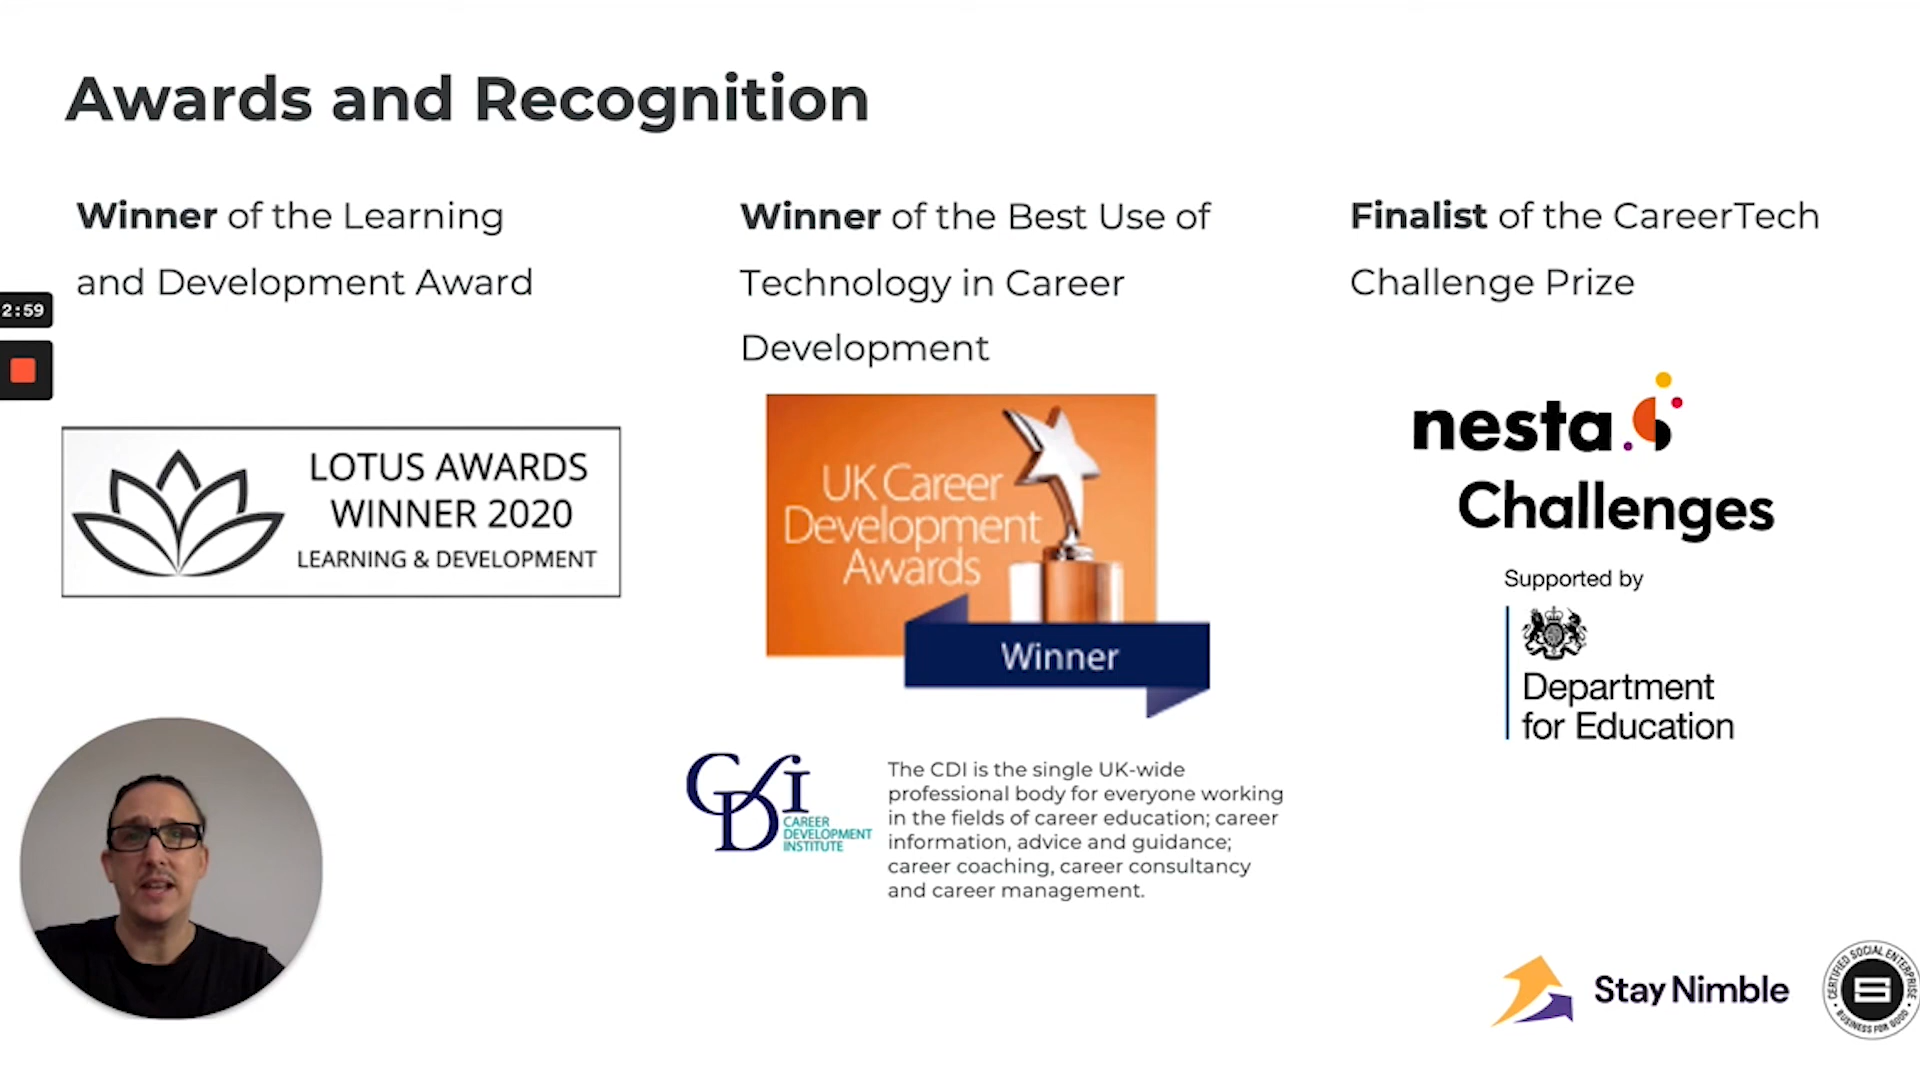 Awards and Recognition
Winner of the Learning
and Development Award
2:59
LOTUS AWARDS
WINNER 2020
LEARNING & DEVELOPMENT
Winner of the Best Use of
Technology in Career
Development
UK Career
Development
Awards
Winner
CDi
CAREER
DEVELOPMENT
INSTITUTE
The CDI is the single UK-wide
professional body for everyone working
in the fields of career education; career
information, advice and guidance;
career coaching, career consultancy
and career management.
Finalist of the CareerTech
Challenge Prize
nesta
Challenges
Supported by
Department
for Education
Stay Nimble
CERTIFIED SOCIAL ENTERPRISE
BUSINESS FOR GOOD